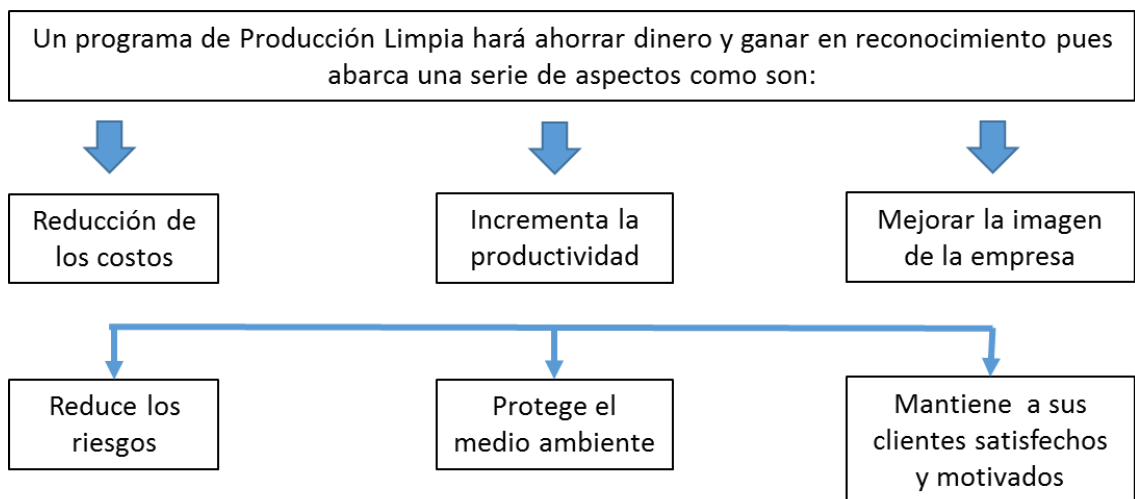 Un programa de Producción Limpia hará ahorrar dinero y ganar en reconocimiento pues
abarca una serie de aspectos como son:
Reducción de
los costos
Incrementa la
productividad
Mejorar la imagen
de la empresa
Reduce los
riesgos
Protege el
medio ambiente
Mantiene a sus
clientes satisfechos
y motivados